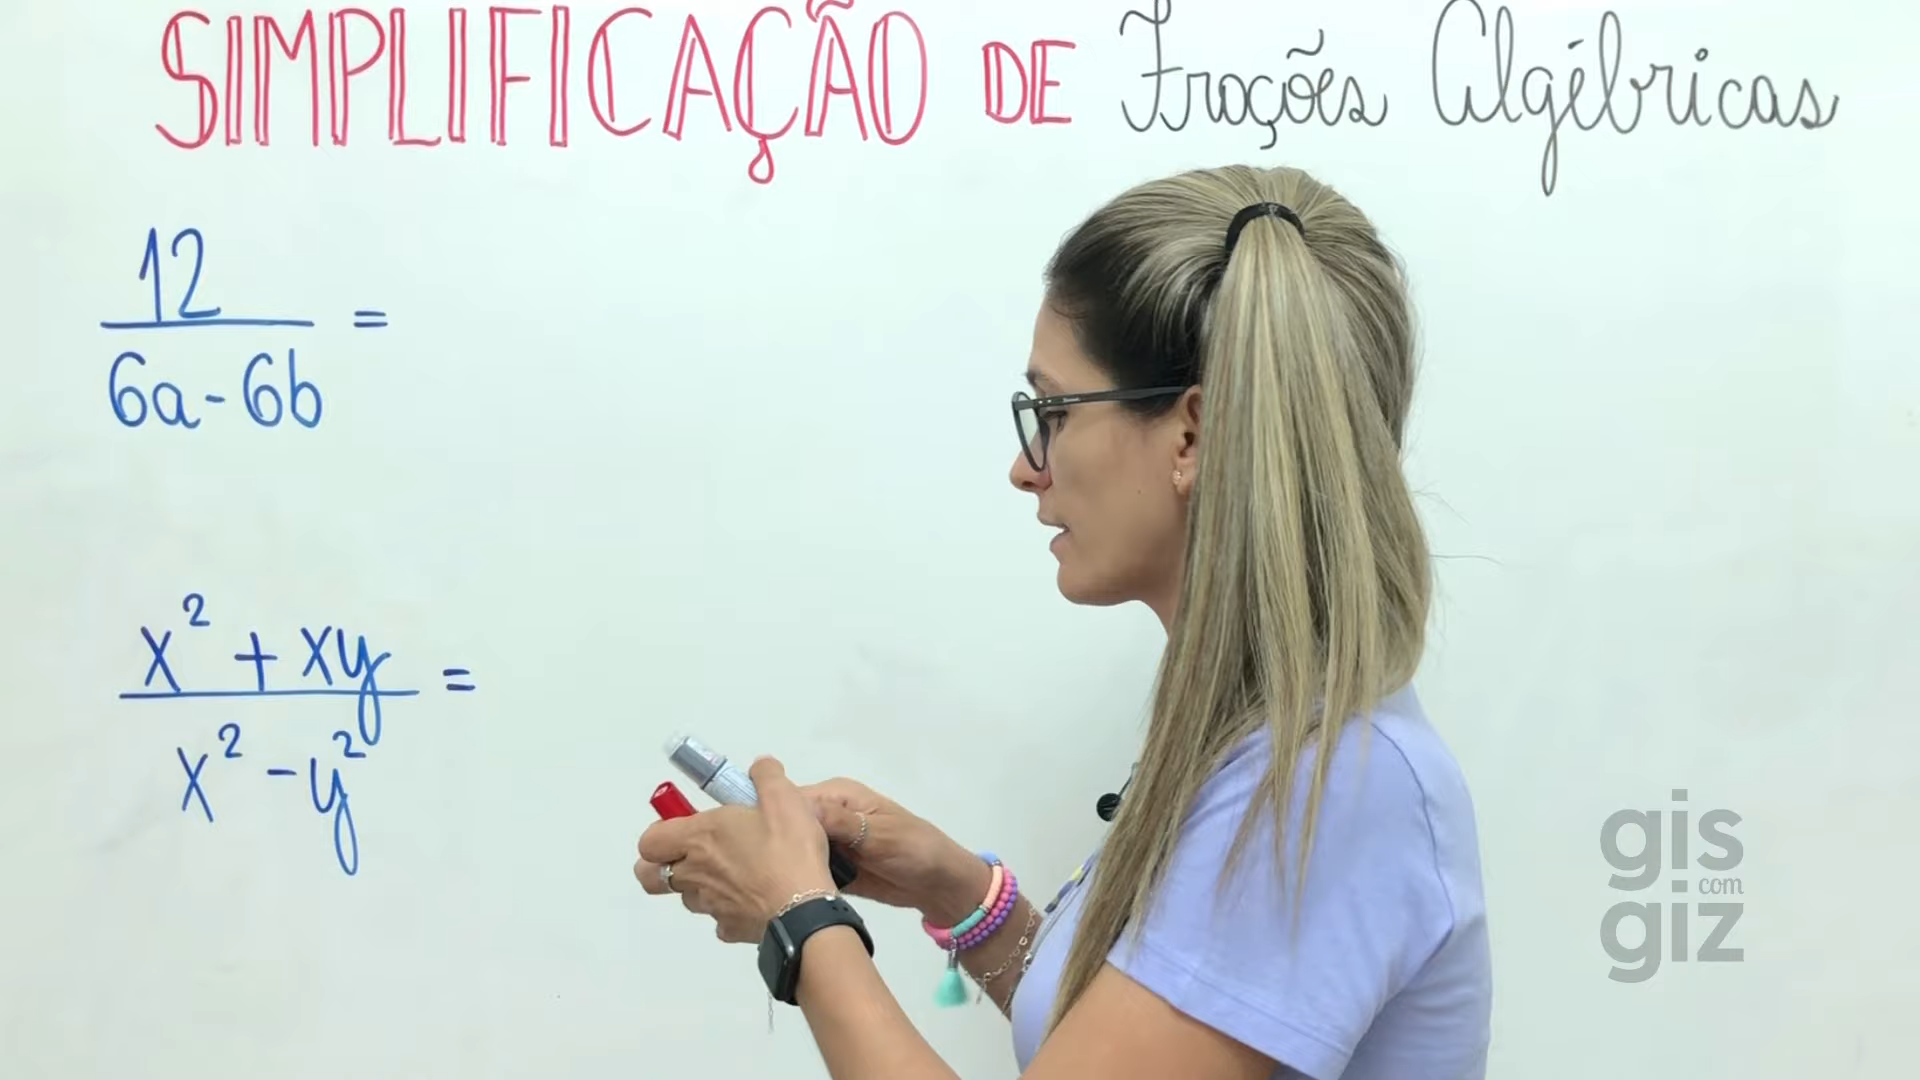 SIMPLIFICAÇÃO DE Frações Algébricas
12
6a - 6b
=
x² + xy
x² - y²
=
gis
com
giz